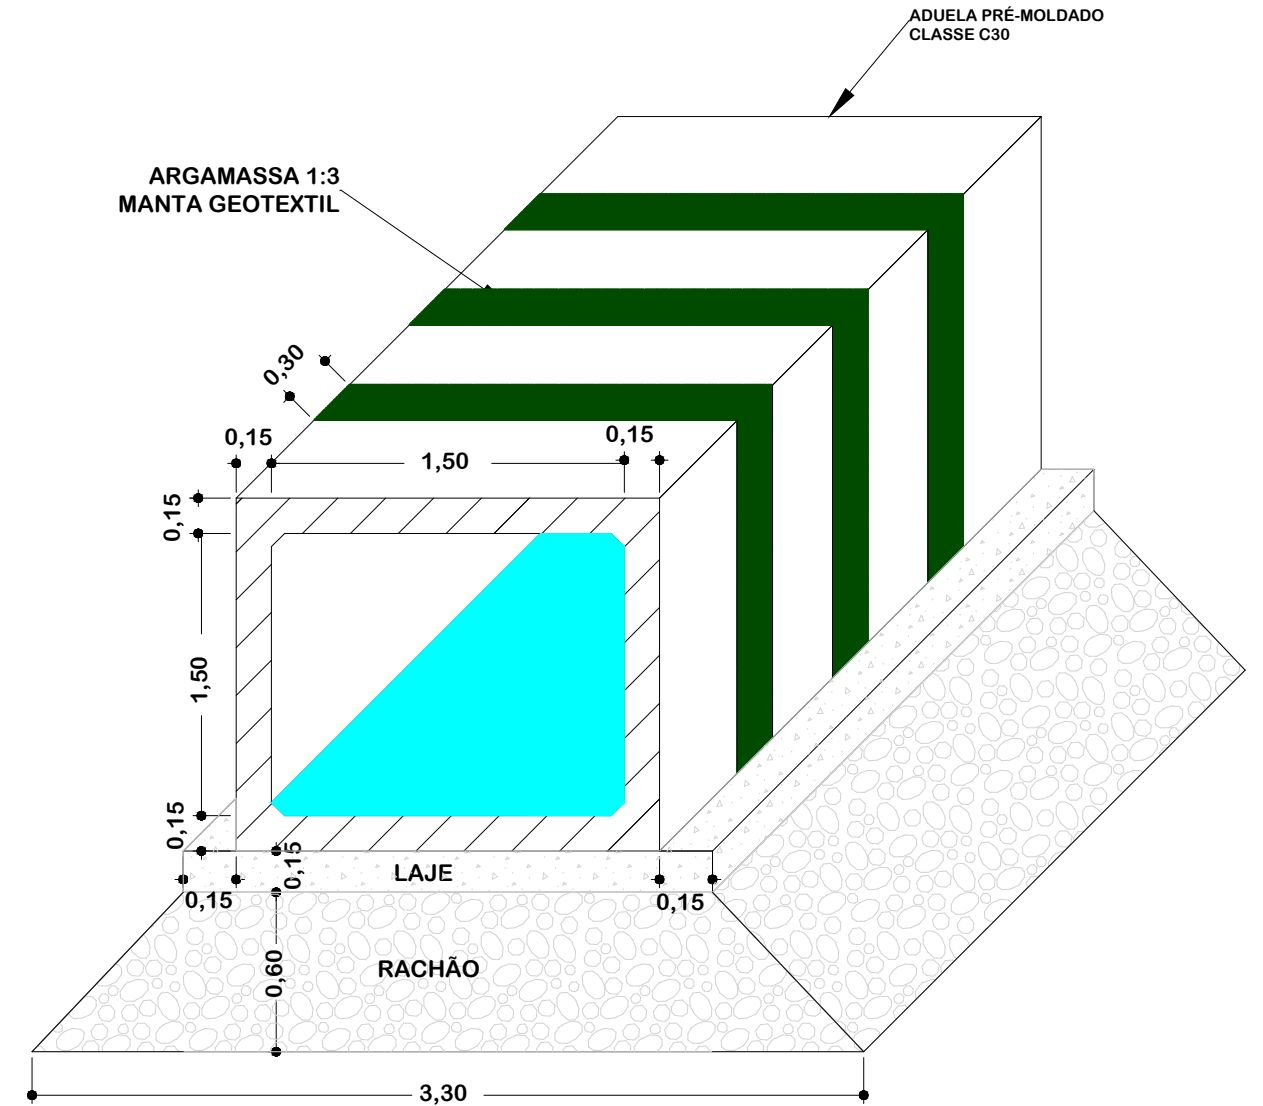 ADUELA PRÉ-MOLDADO
CLASSE C30
ARGAMASSA 1:3
MANTA GEOTEXTIL
0,30
0,15
1,50
0,15
0,15
1,50
0,15
0,15
LAJE
0,15
0,15
0,60
RACHÃO
3,30